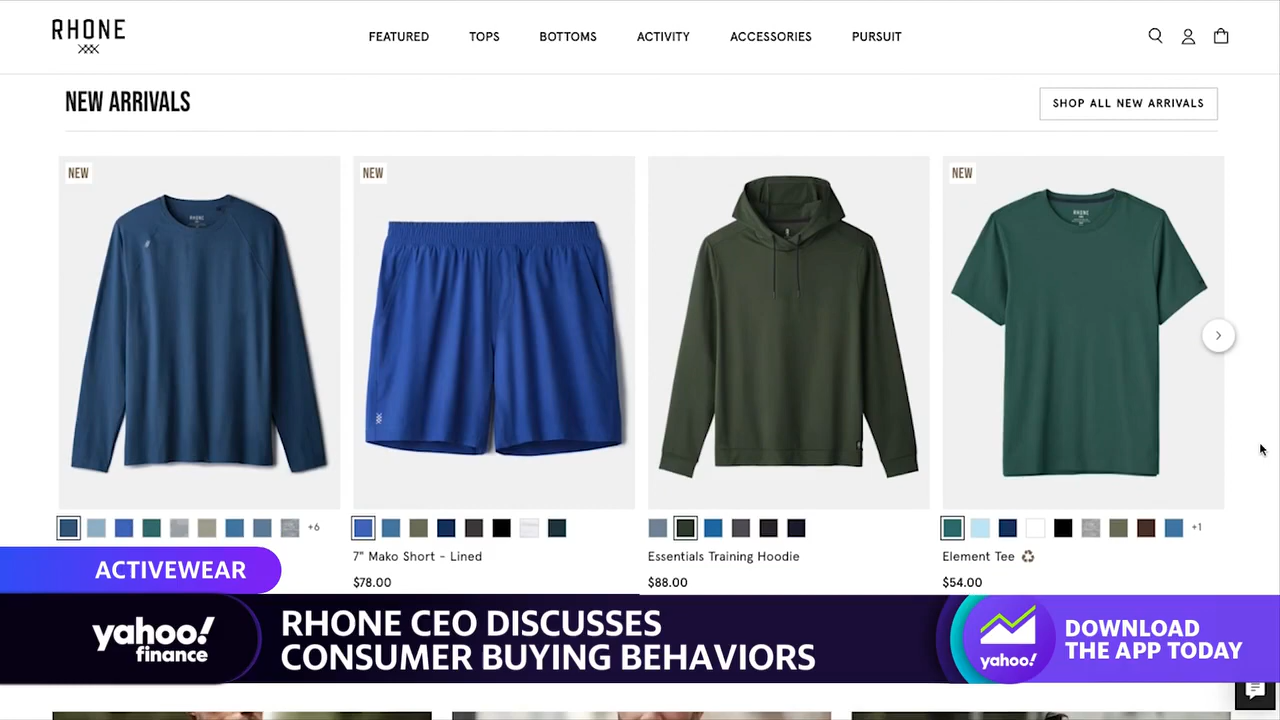 RHONE
FEATURED
TOPS
BOTTOMS
ACTIVITY
ACCESSORIES
PURSUIT
NEW ARRIVALS
SHOP ALL NEW ARRIVALS
NEW
NEW
NEW
RHONE
RHONE
+6
+1
7" Mako Short - Lined
Essentials Training Hoodie
Element Tee
$78.00
$88.00
$54.00
ACTIVEWEAR
yahoo!
finance
RHONE CEO DISCUSSES
CONSUMER BUYING BEHAVIORS
yahoo!
DOWNLOAD
THE APP TODAY